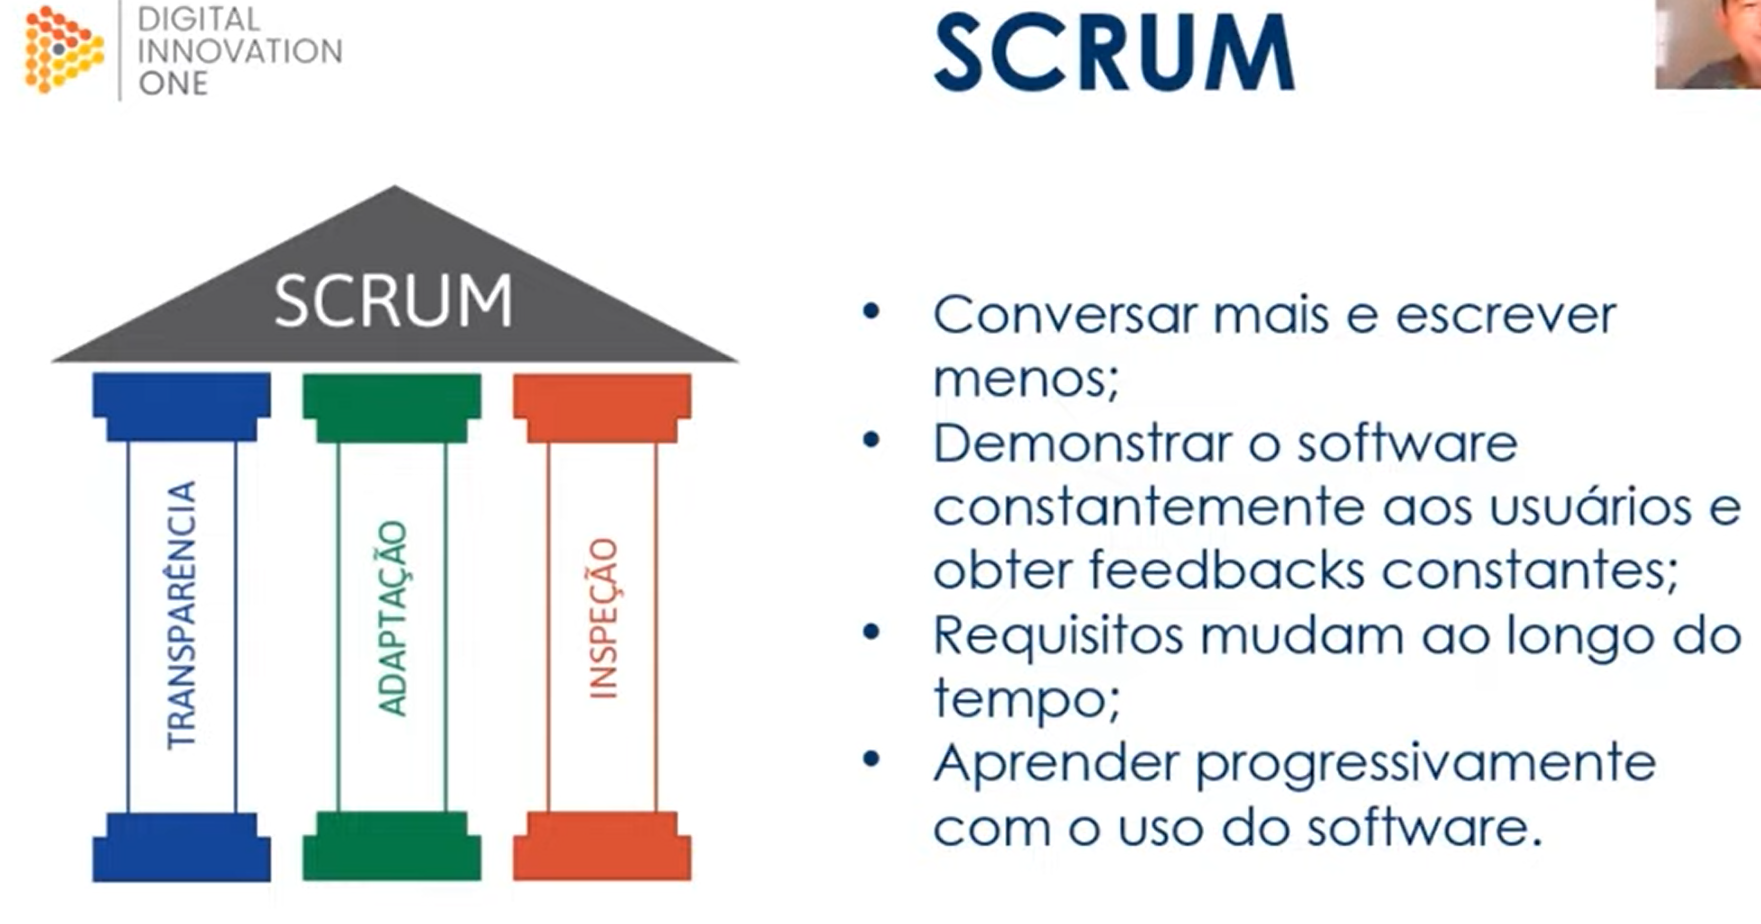 DIGITAL
INNOVATION
ONE
SCRUM
SCRUM
TRANSPARÊNCIA
ADAPTAÇÃO
INSPEÇÃO
• Conversar mais e escrever
menos;
• Demonstrar o software
constantemente aos usuários e
obter feedbacks constantes;
• Requisitos mudam ao longo do
tempo;
• Aprender progressivamente
com o uso do software.